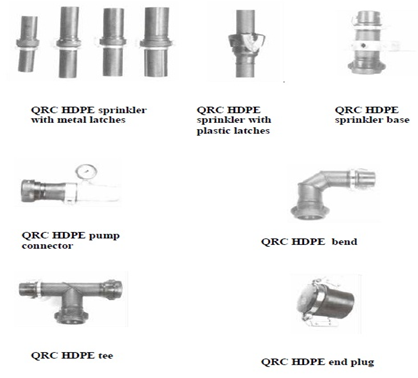 QRC HDPE sprinkler
with metal latches
QRC HDPE
sprinkler with
plastic latches
QRC HDPE
sprinkler base
QRC HDPE pump
connector
QRC HDPE bend
QRC HDPE tee
QRC HDPE end plug